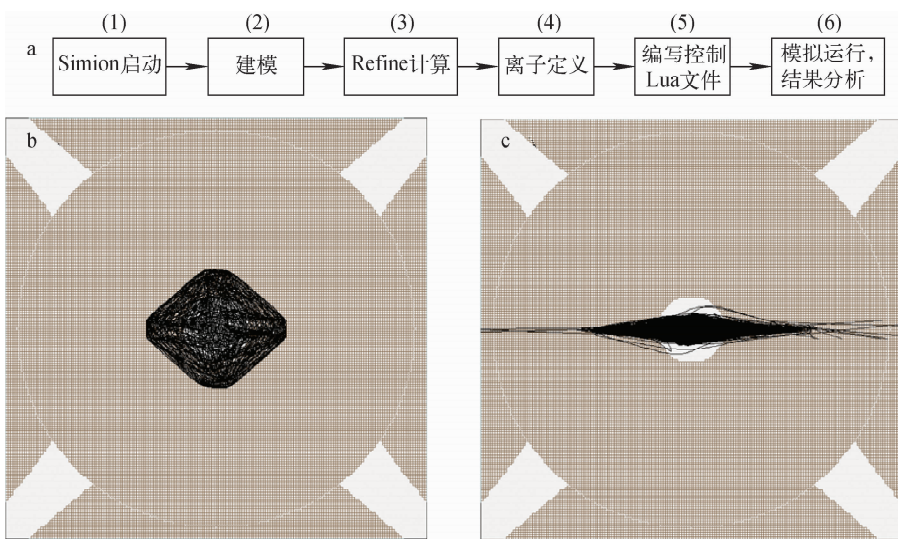 (1) (2) (3) (4) (5) (6)
a Simion启动 建模 Refine计算 离子定义 编写控制 模拟运行，
Lua文件 结果分析
b c